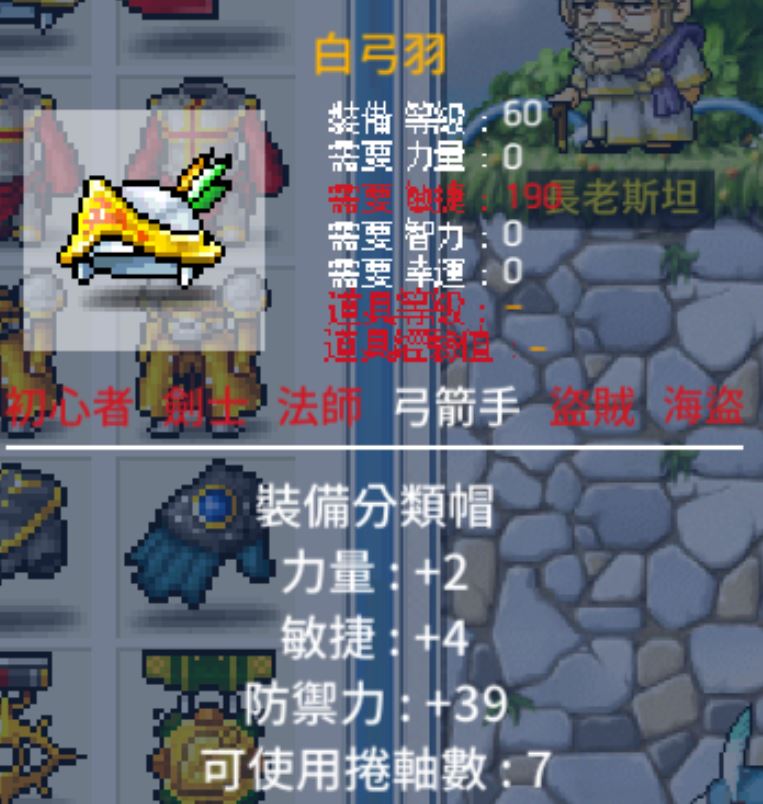 白弓羽
裝備 等級 : 60
需要 力量 : 0
需要 敏捷 : 190
長老斯坦
需要 智力 : 0
需要 幸運 : 0
道具等級 : -
道具經驗值 : -
初心者 劍士 法師 弓箭手 盜賊 海盜
裝備分類帽
力量 : +2
敏捷 : +4
防禦力 : +39
可使用捲軸數 : 7